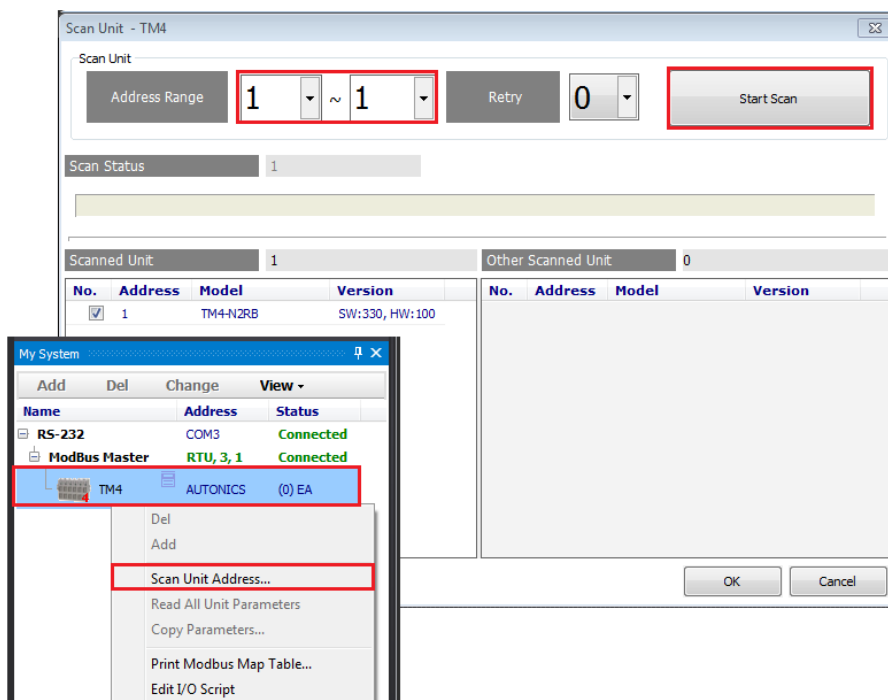 Scan Unit - TM4
Scan Unit
Address Range 1 ~ 1 Retry 0 Start Scan
Scan Status 1
Scanned Unit 1
No. Address Model Version
1 TM4-N2RB SW:330, HW:100
Other Scanned Unit 0
No. Address Model Version
OK Cancel
My System
Add Del Change View
Name Address Status
RS-232 COM3 Connected
ModBus Master RTU, 3, 1 Connected
4 TM4 AUTONICS (0) EA
Del
Add
Scan Unit Address...
Read All Unit Parameters
Copy Parameters...
Print Modbus Map Table...
Edit I/O Script